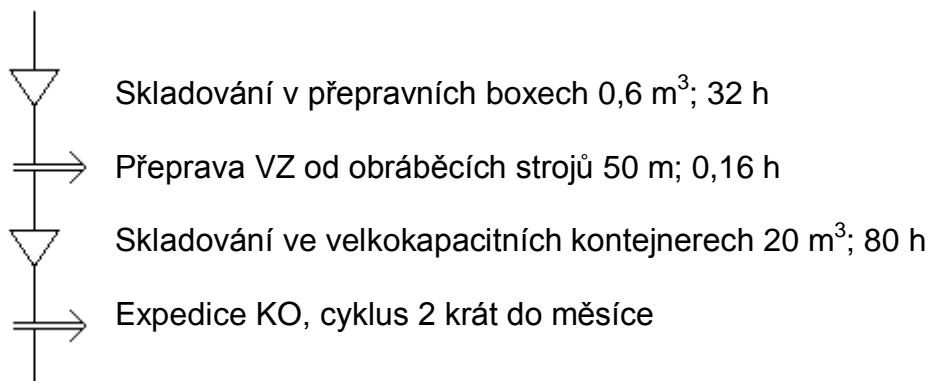 Skladování v přepravních boxech 0,6 m³; 32 h
Přeprava VZ od obráběcích strojů 50 m; 0,16 h
Skladování ve velkokapacitních kontejnerech 20 m³; 80 h
Expedice KO, cyklus 2 krát do měsíce